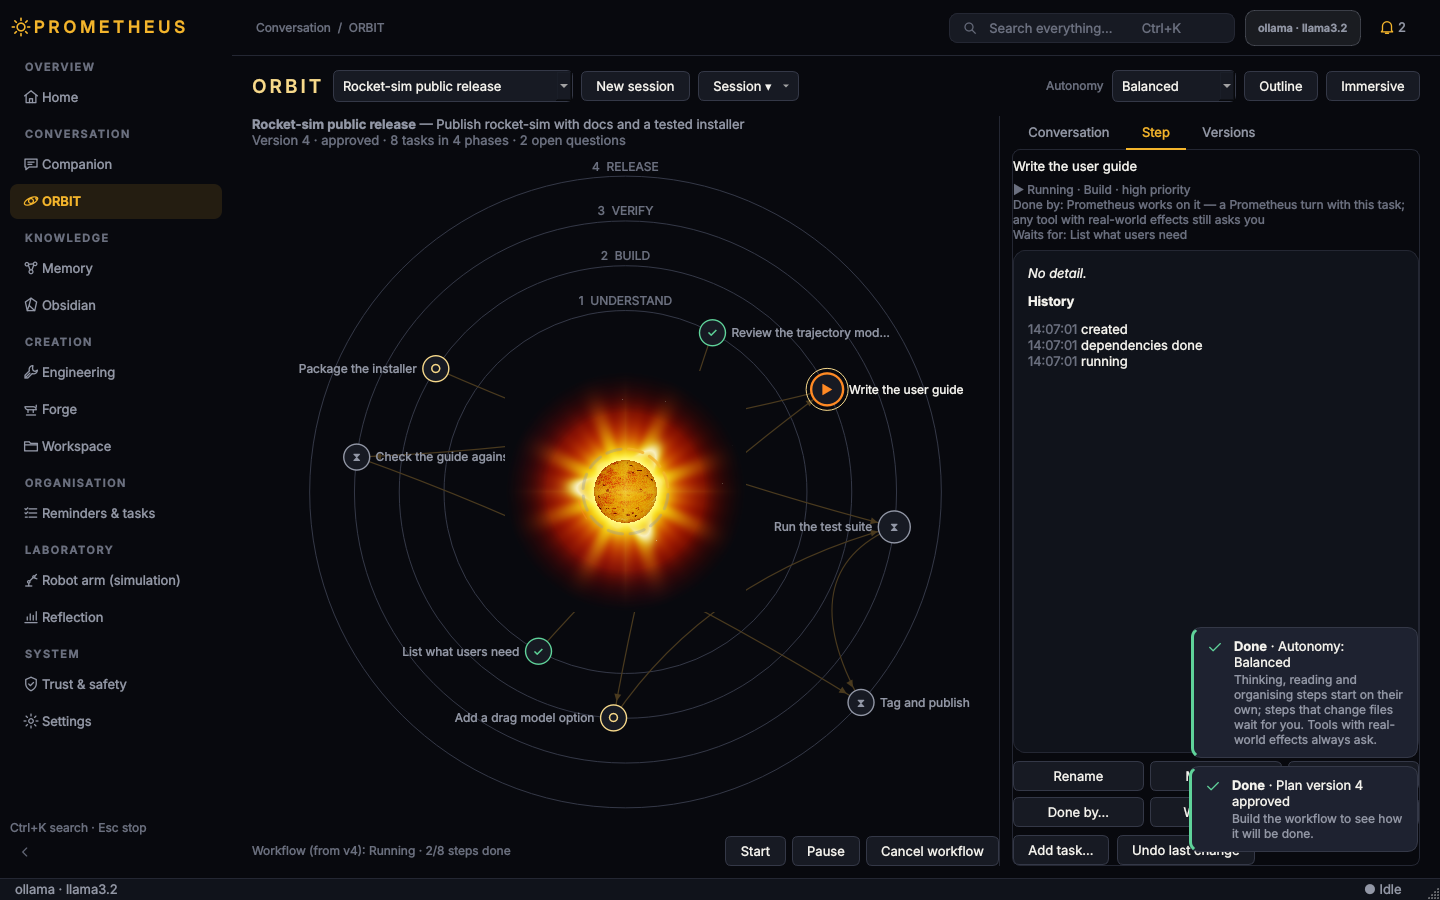 PROMETHEUS
Conversation / ORBIT
Search everything... Ctrl+K
ollama · llama3.2
2
OVERVIEW
Home
CONVERSATION
Companion
ORBIT
KNOWLEDGE
Memory
Obsidian
CREATION
Engineering
Forge
Workspace
ORGANISATION
Reminders & tasks
LABORATORY
Robot arm (simulation)
Reflection
SYSTEM
Trust & safety
Settings
Ctrl+K search · Esc stop
ORBIT
Rocket-sim public release
New session
Session ▾
Autonomy
Balanced
Outline
Immersive
Rocket-sim public release — Publish rocket-sim with docs and a tested installer
Version 4 · approved · 8 tasks in 4 phases · 2 open questions
4 RELEASE
3 VERIFY
2 BUILD
1 UNDERSTAND
Review the trajectory mod...
Package the installer
Write the user guide
Check the guide agains
Run the test suite
List what users need
Add a drag model option
Tag and publish
Workflow (from v4): Running · 2/8 steps done
Start
Pause
Cancel workflow
Conversation
Step
Versions
Write the user guide
▶ Running · Build · high priority
Done by: Prometheus works on it — a Prometheus turn with this task;
any tool with real-world effects still asks you
Waits for: List what users need
No detail.
History
14:07:01 created
14:07:01 dependencies done
14:07:01 running
Done · Autonomy:
Balanced
Thinking, reading and
organising steps start on their
own; steps that change files
wait for you. Tools with real-
world effects always ask.
Rename
Done by...
Done · Plan version 4
approved
Build the workflow to see how
it will be done.
Add task...
Undo last change
ollama · llama3.2
Idle